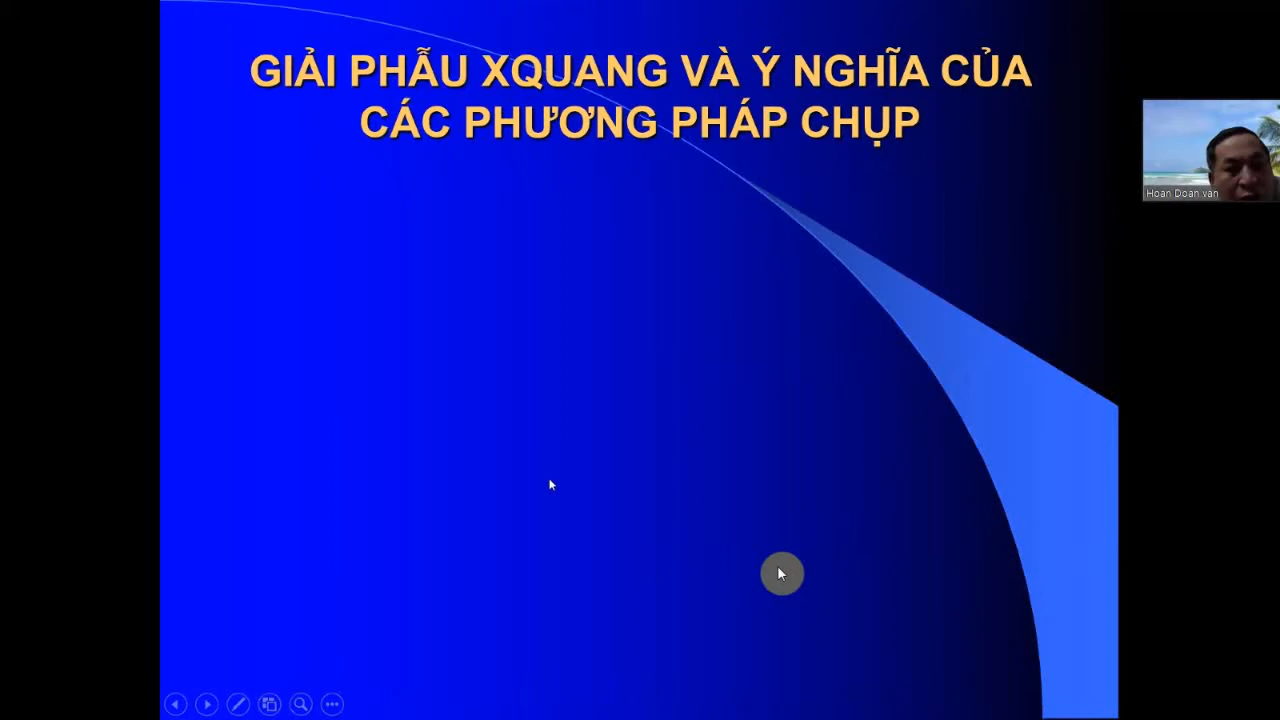 GIẢI PHẪU XQUANG VÀ Ý NGHĨA CỦA
CÁC PHƯƠNG PHÁP CHỤP
Hoan Doan van